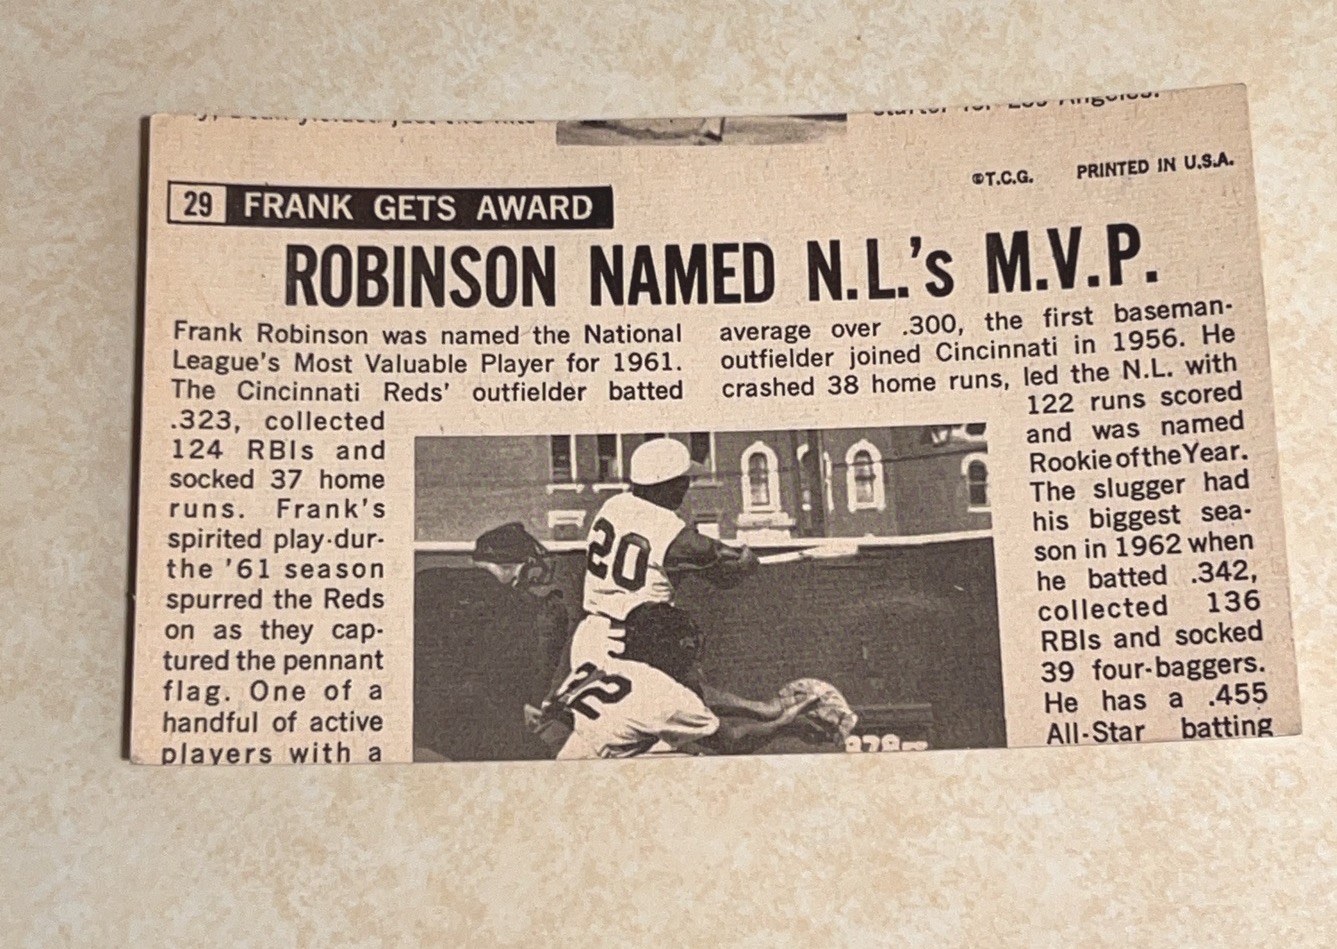 Los Angeles.
©T.C.G. PRINTED IN U.S.A.
29 FRANK GETS AWARD
ROBINSON NAMED N.L.'s M.V.P.
Frank Robinson was named the National
League's Most Valuable Player for 1961.
The Cincinnati Reds' outfielder batted
.323, collected
124 RBIs and
socked 37 home
runs. Frank's
spirited play dur-
the '61 season
spurred the Reds
on as they cap-
tured the pennant
flag. One of a
handful of active
players with a
average over .300, the first baseman-
outfielder joined Cincinnati in 1956. He
crashed 38 home runs, led the N.L. with
122 runs scored
and was named
Rookie of the Year.
The slugger had
his biggest sea-
son in 1962 when
he batted .342,
collected 136
RBIs and socked
39 four-baggers.
He has a .455
All-Star batting
20
22